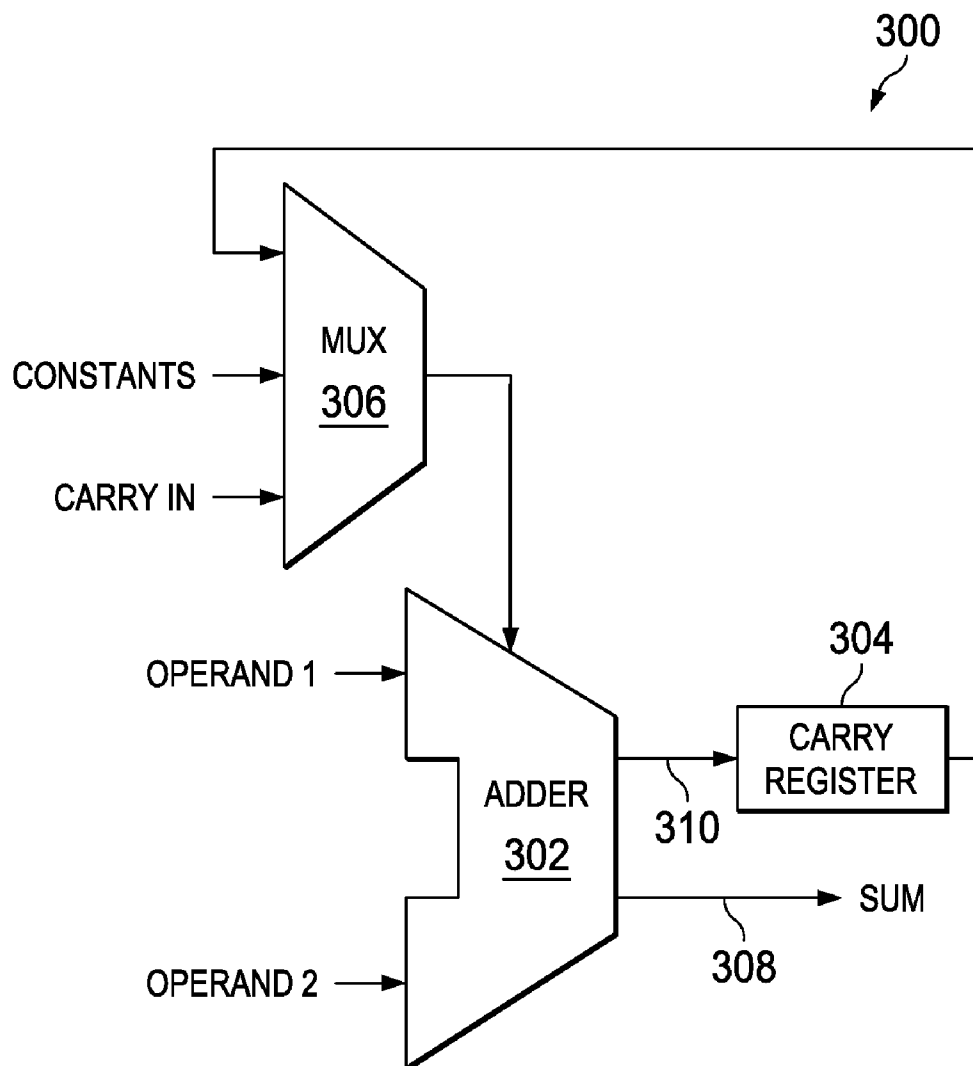 300
MUX
306
CONSTANTS
CARRY IN
OPERAND 1
304
CARRY
REGISTER
ADDER
302
310
SUM
308
OPERAND 2